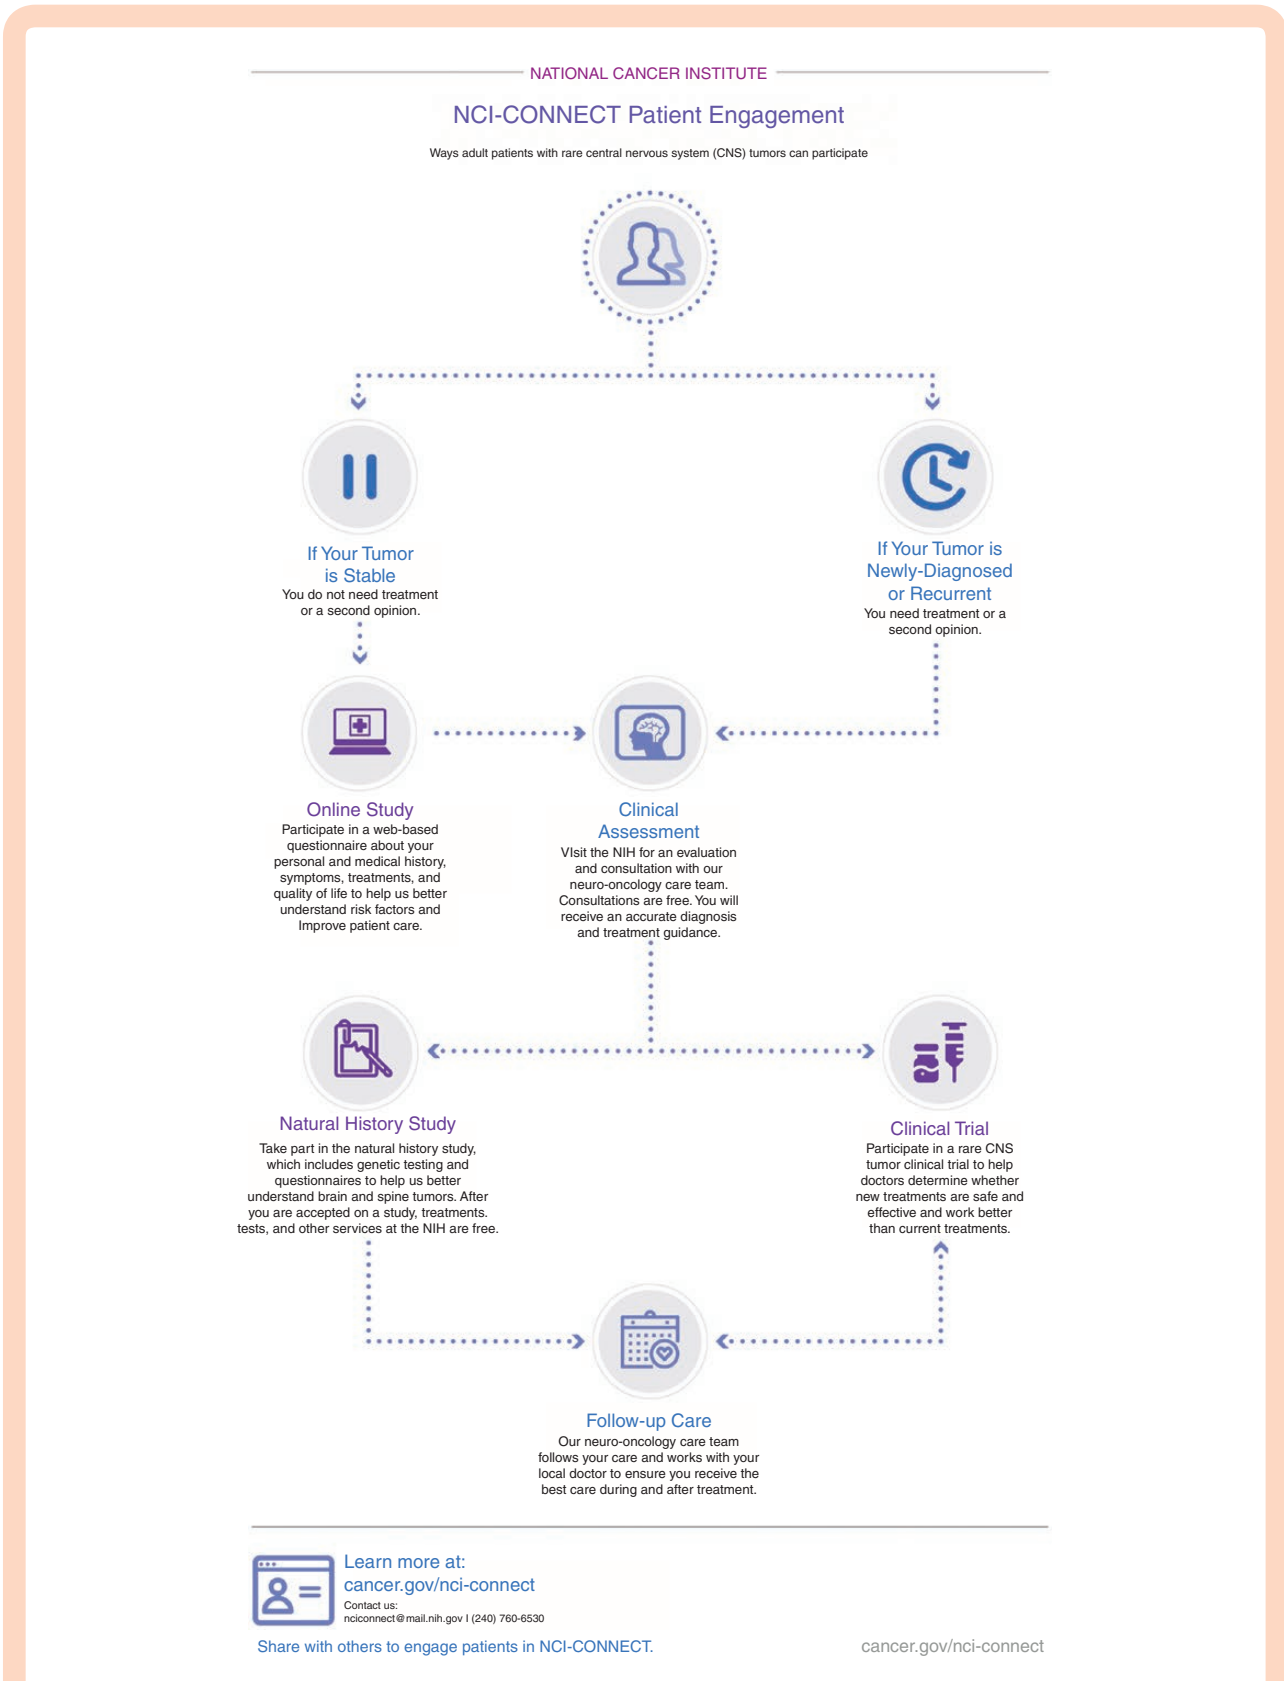 NATIONAL CANCER INSTITUTE
NCI-CONNECT Patient Engagement
Ways adult patients with rare central nervous system (CNS) tumors can participate
If Your Tumor
is Stable
You do not need treatment
or a second opinion.
If Your Tumor is
Newly-Diagnosed
or Recurrent
You need treatment or a
second opinion.
Online Study
Participate in a web-based
questionnaire about your
personal and medical history,
symptoms, treatments, and
quality of life to help us better
understand risk factors and
Improve patient care.
Clinical
Assessment
VIsit the NIH for an evaluation
and consultation with our
neuro-oncology care team.
Consultations are free. You will
receive an accurate diagnosis
and treatment guidance.
Natural History Study
Take part in the natural history study,
which includes genetic testing and
questionnaires to help us better
understand brain and spine tumors. After
you are accepted on a study, treatments.
tests, and other services at the NIH are free.
Clinical Trial
Participate in a rare CNS
tumor clinical trial to help
doctors determine whether
new treatments are safe and
effective and work better
than current treatments.
Follow-up Care
Our neuro-oncology care team
follows your care and works with your
local doctor to ensure you receive the
best care during and after treatment.
Learn more at:
cancer.gov/nci-connect
Contact us:
nciconnect@mail.nih.gov I (240) 760-6530
Share with others to engage patients in NCI-CONNECT.
cancer.gov/nci-connect